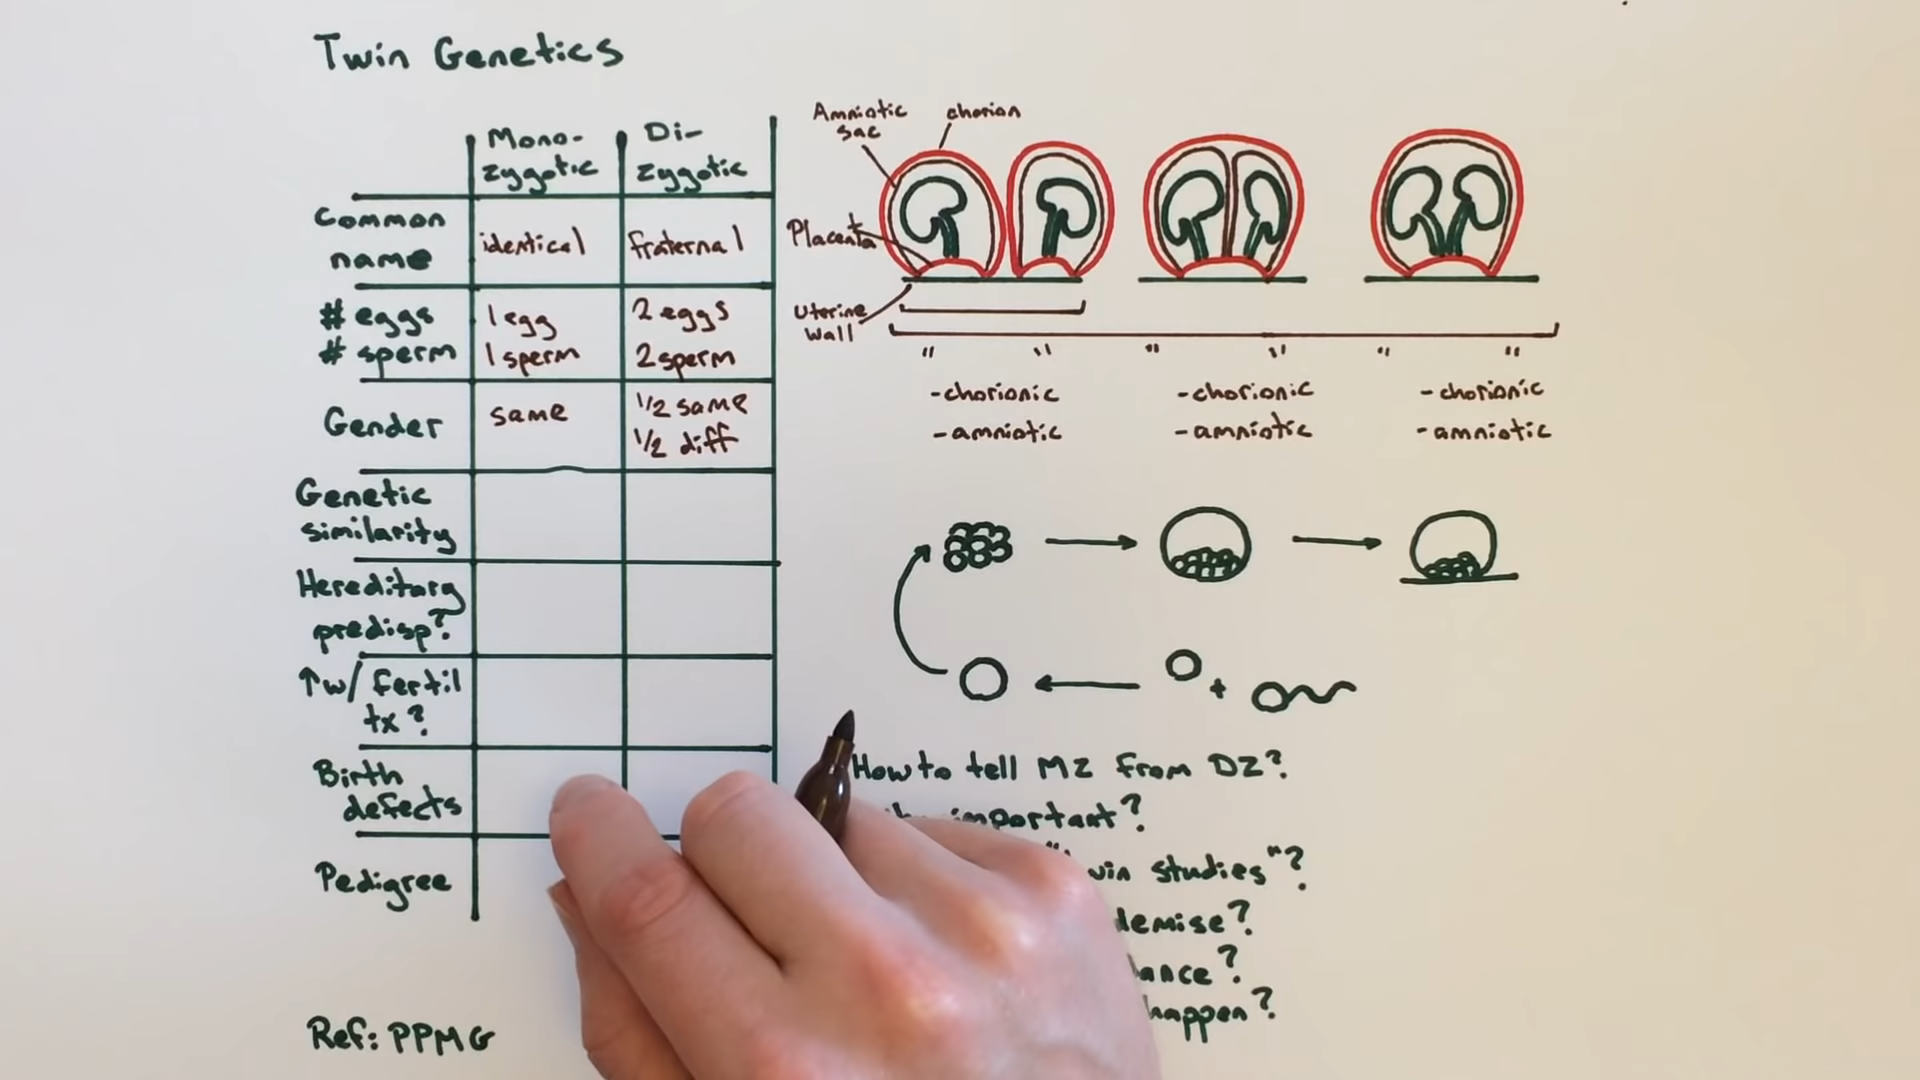 Twin Genetics
Mono-
zygotic
Di-
zygotic
Common
name
identical
fraternal
# eggs
# sperm
1 egg
1 sperm
2 eggs
2 sperm
Gender
same
1/2 same
1/2 diff
Genetic
similarity
Hereditary
predisp?
↑w/ fertil
tx?
Birth
defects
Pedigree
Ref: PPMG
Amniotic
sac
chorion
Placenta
Uterine
wall
" " " " " "
-chorionic
-amniotic
-chorionic
-amniotic
-chorionic
-amniotic
+
How to tell MZ from DZ?
important?
studies"?
?
?
happen?